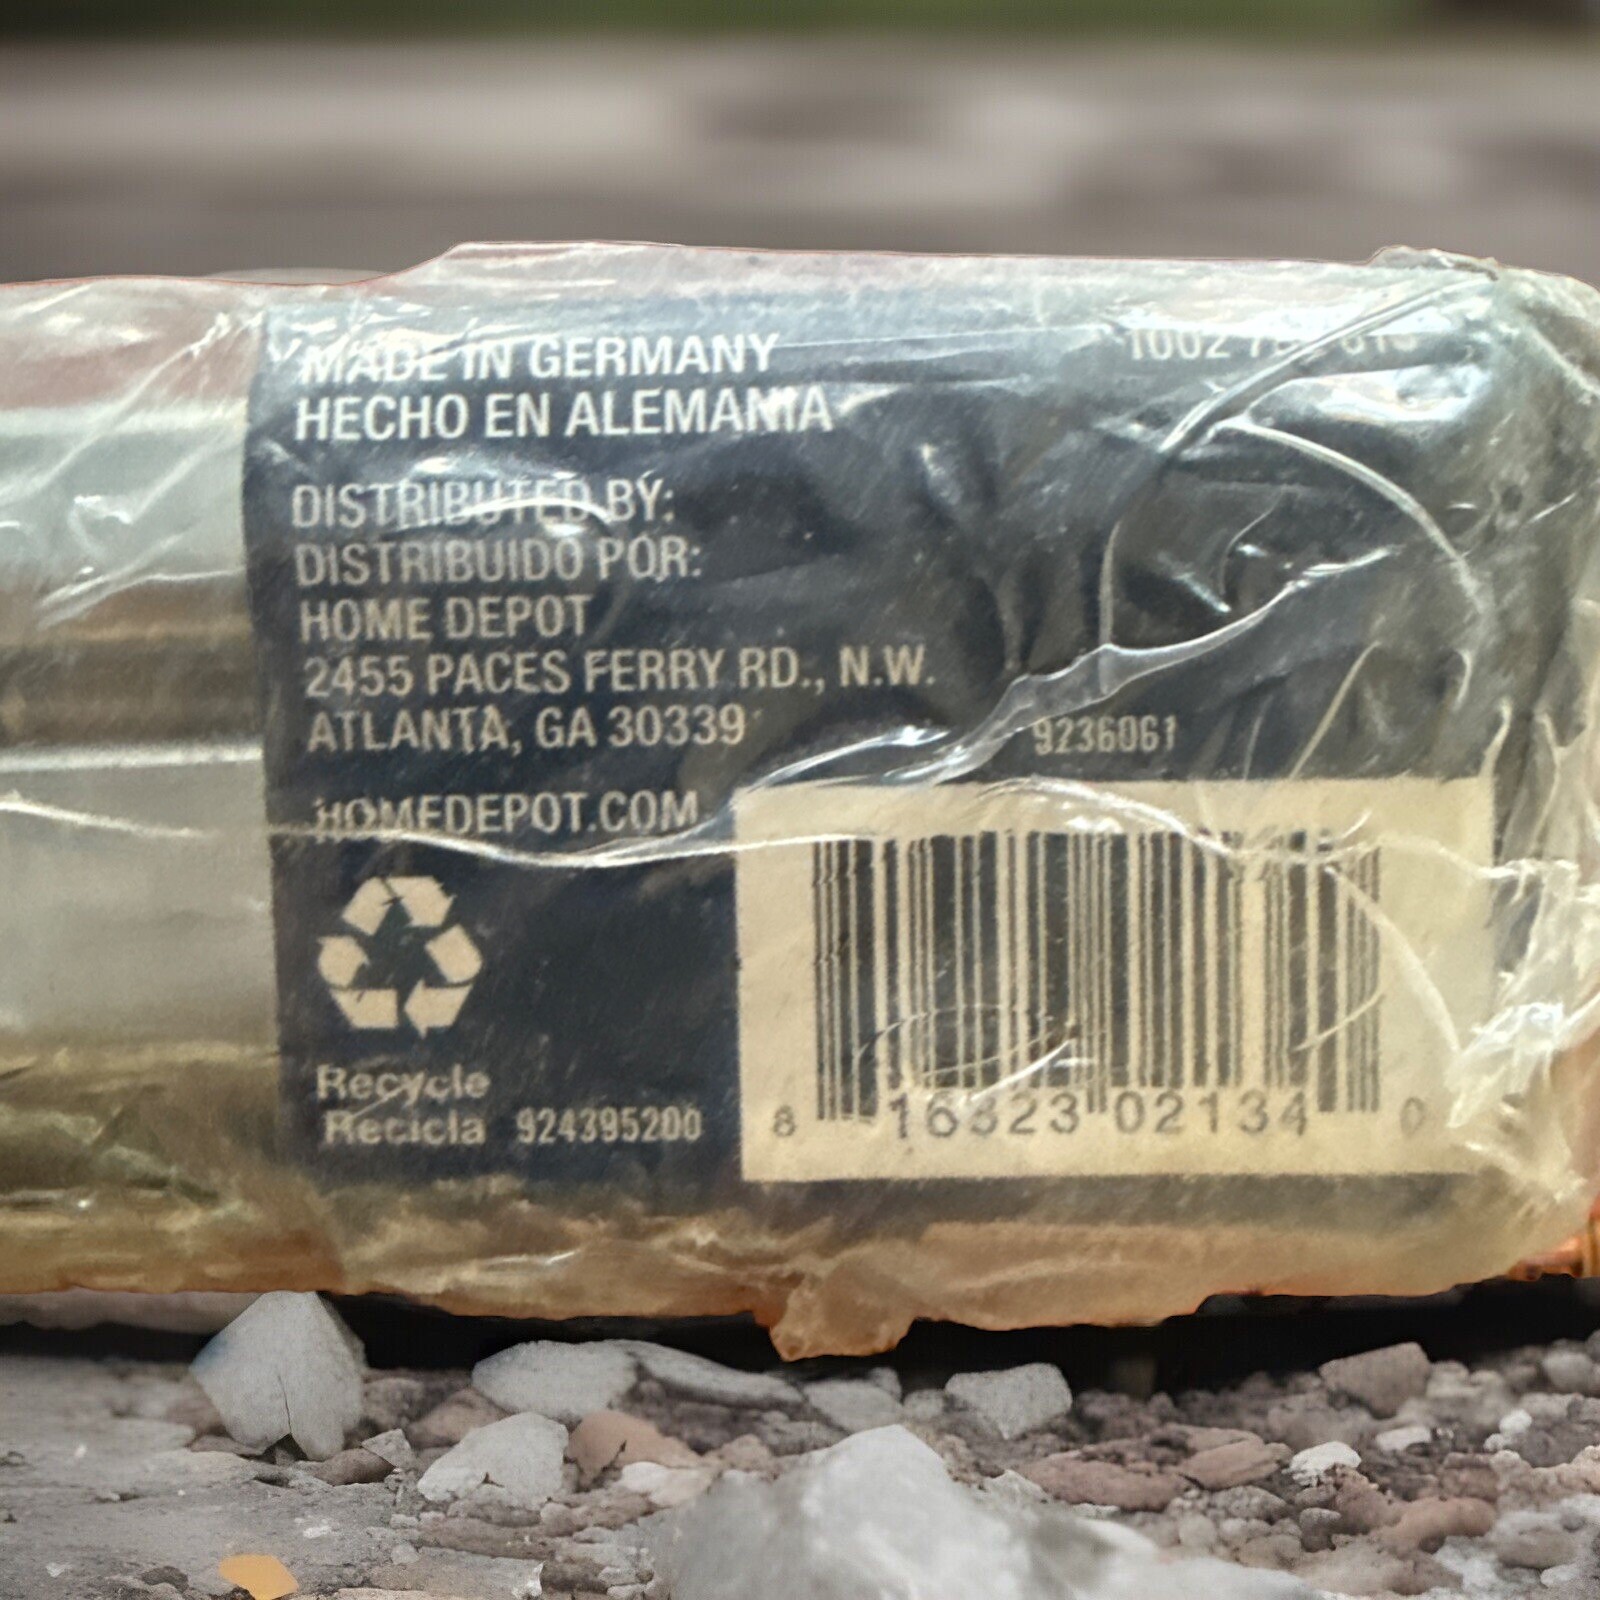 MADE IN GERMANY
HECHO EN ALEMANIA
DISTRIBUTED BY:
DISTRIBUIDO POR:
HOME DEPOT
2455 PACES FERRY RD., N.W.
ATLANTA, GA 30339
HOMEDEPOT.COM
1002
9236061
Recycle
Recicla 924395200
8 16323 02134 0